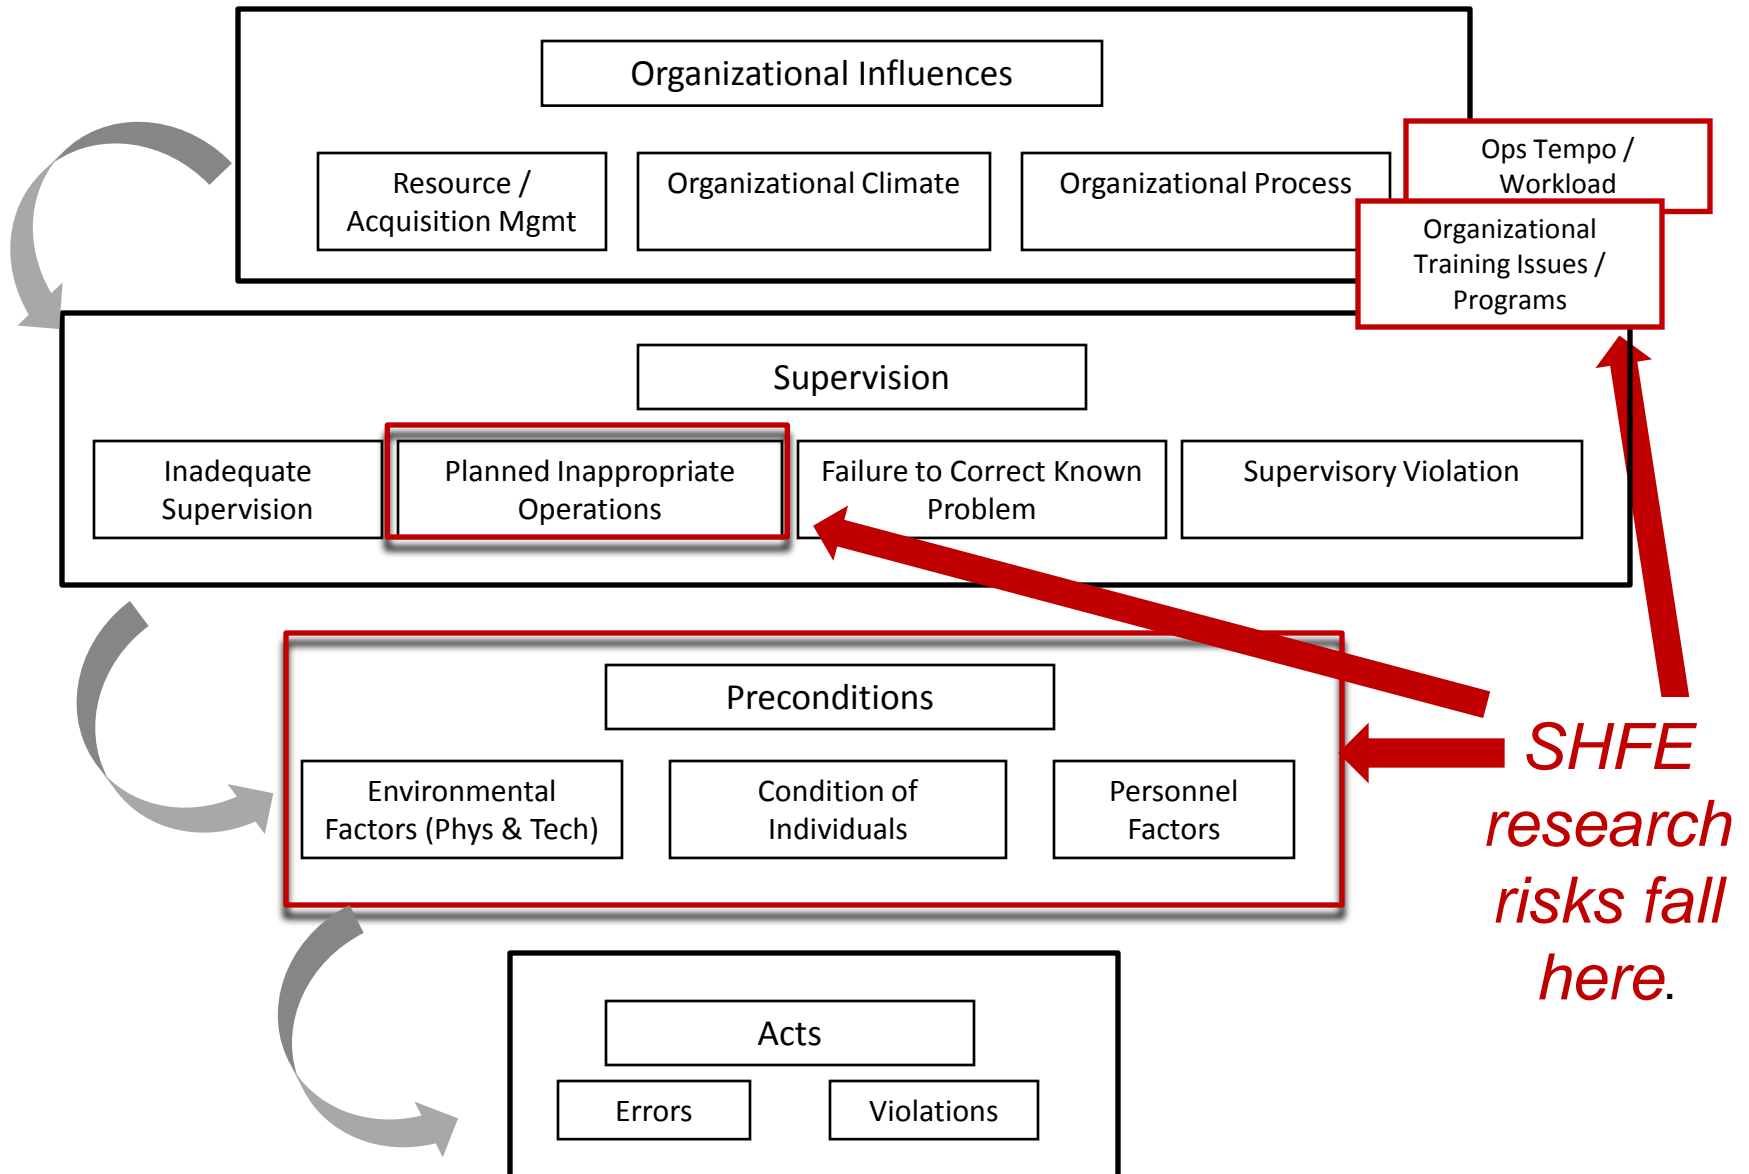 Organizational Influences
Resource /
Acquisition Mgmt
Organizational Climate
Organizational Process
Ops Tempo /
Workload
Organizational
Training Issues /
Programs
Supervision
Inadequate
Supervision
Planned Inappropriate
Operations
Failure to Correct Known
Problem
Supervisory Violation
Preconditions
Environmental
Factors (Phys & Tech)
Condition of
Individuals
Personnel
Factors
SHFE
research
risks fall
here.
Acts
Errors
Violations